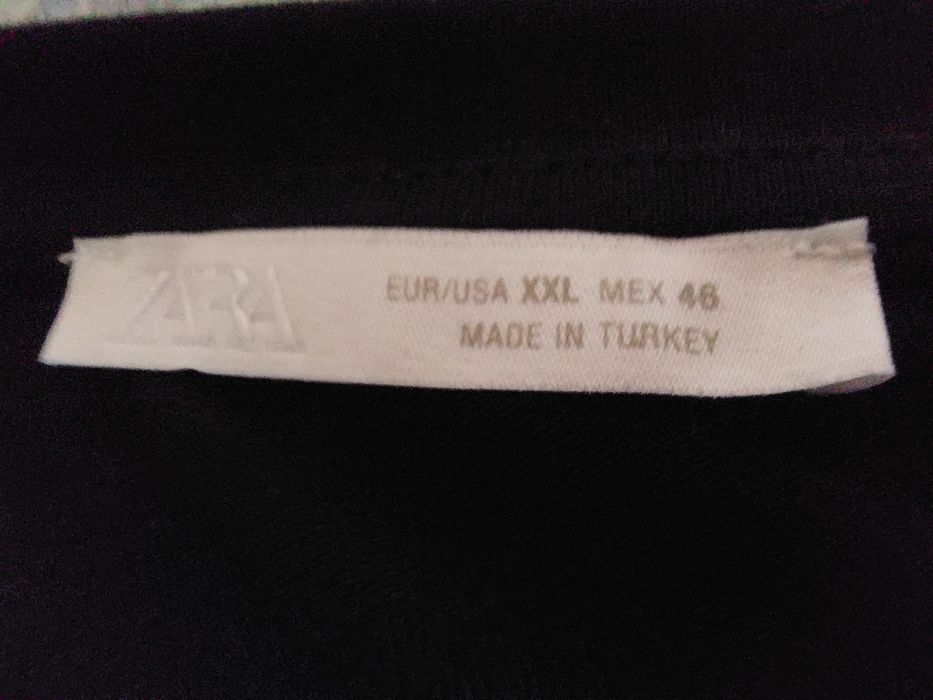 ZARA
EUR/USA XXL MEX 46
MADE IN TURKEY